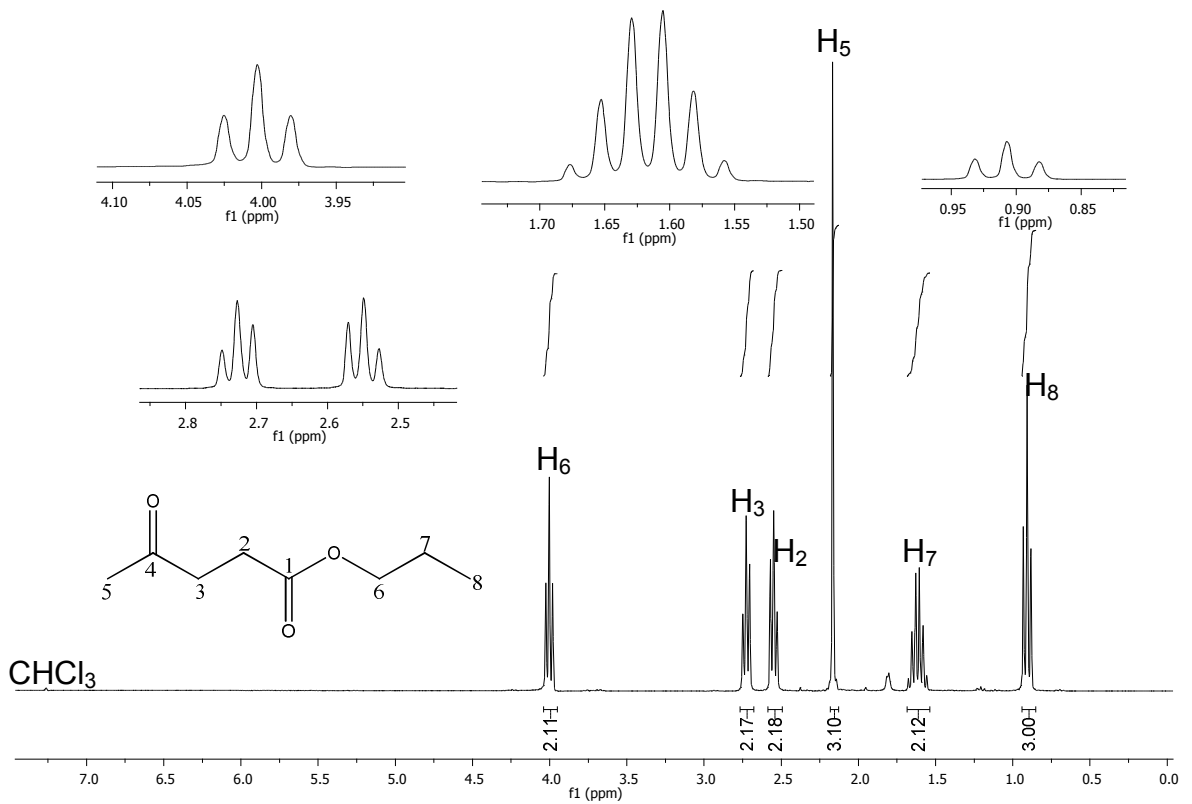 H5
4.10 4.05 4.00 3.95
f1 (ppm)
1.70 1.65 1.60 1.55 1.50
f1 (ppm)
0.95 0.90 0.85
f1 (ppm)
2.8 2.7 2.6 2.5
f1 (ppm)
H8
H6
H3
H2
H7
O
2
O
7
4
1
5
3
6
8
O
CHCl3
2.11
2.17
2.18
3.10
2.12
3.00
7.0 6.5 6.0 5.5 5.0 4.5 4.0 3.5 3.0 2.5 2.0 1.5 1.0 0.5 0.0
f1 (ppm)